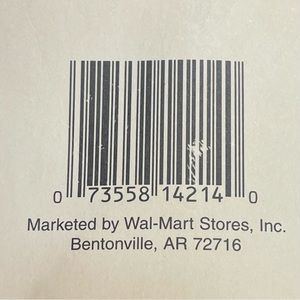 0 73558 14214 0
Marketed by Wal-Mart Stores, Inc.
Bentonville, AR 72716